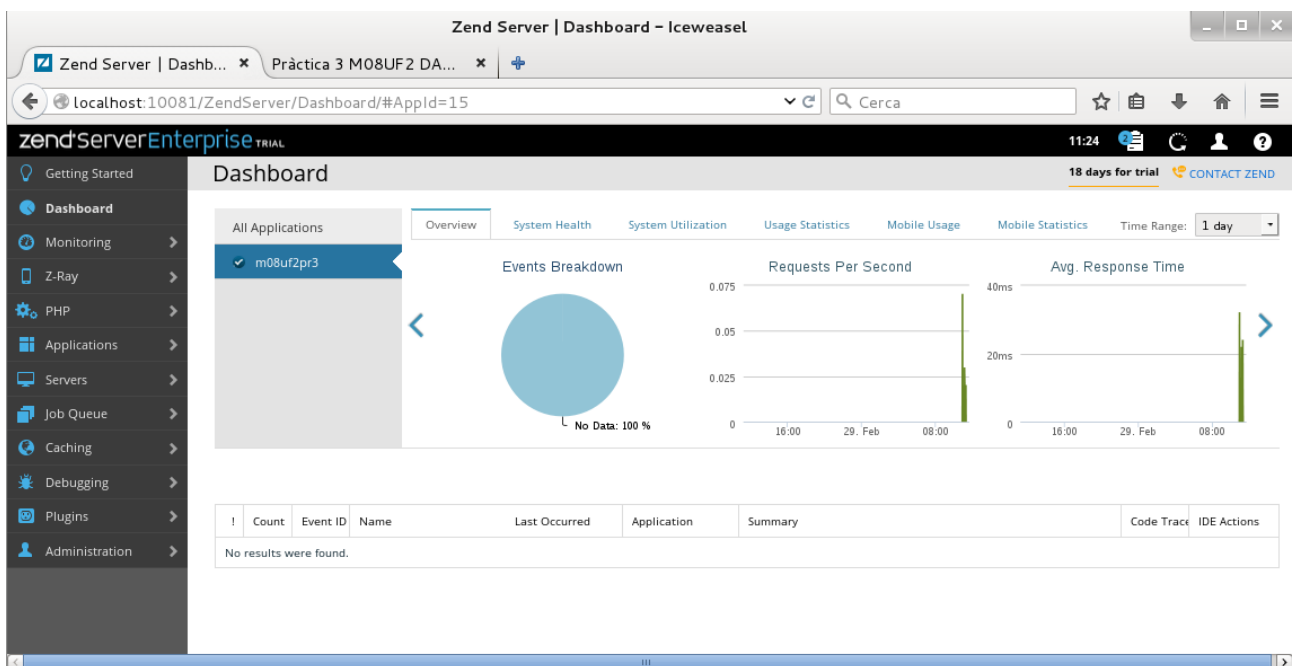 Zend Server | Dashboard - Iceweasel
Zend Server | Dashb... Pràctica 3 M08UF2 DA...
localhost:10081/ZendServer/Dashboard/#AppId=15 Cerca
zend'ServerEnterprise TRIAL 11:24 2
Getting Started
Dashboard 18 days for trial CONTACT ZEND
Dashboard
Monitoring
Z-Ray
PHP
Applications
Servers
Job Queue
Caching
Debugging
Plugins
Administration
All Applications
m08uf2pr3
Overview System Health System Utilization Usage Statistics Mobile Usage Mobile Statistics Time Range: 1 day
Events Breakdown
No Data: 100 %
Requests Per Second
0.075
0.05
0.025
0
16:00 29. Feb 08:00
Avg. Response Time
40ms
20ms
0
16:00 29. Feb 08:00
! Count Event ID Name Last Occurred Application Summary Code Trace IDE Actions
No results were found.